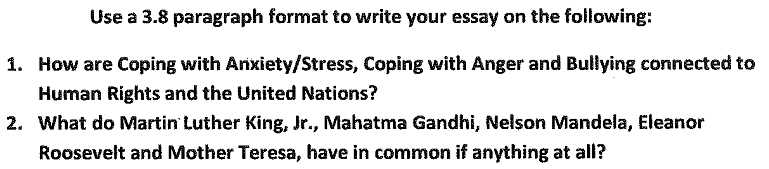 Use a 3.8 paragraph format to write your essay on the following:
1. How are Coping with Anxiety/Stress, Coping with Anger and Bullying connected to
Human Rights and the United Nations?
2. What do Martin Luther King, Jr., Mahatma Gandhi, Nelson Mandela, Eleanor
Roosevelt and Mother Teresa, have in common if anything at all?